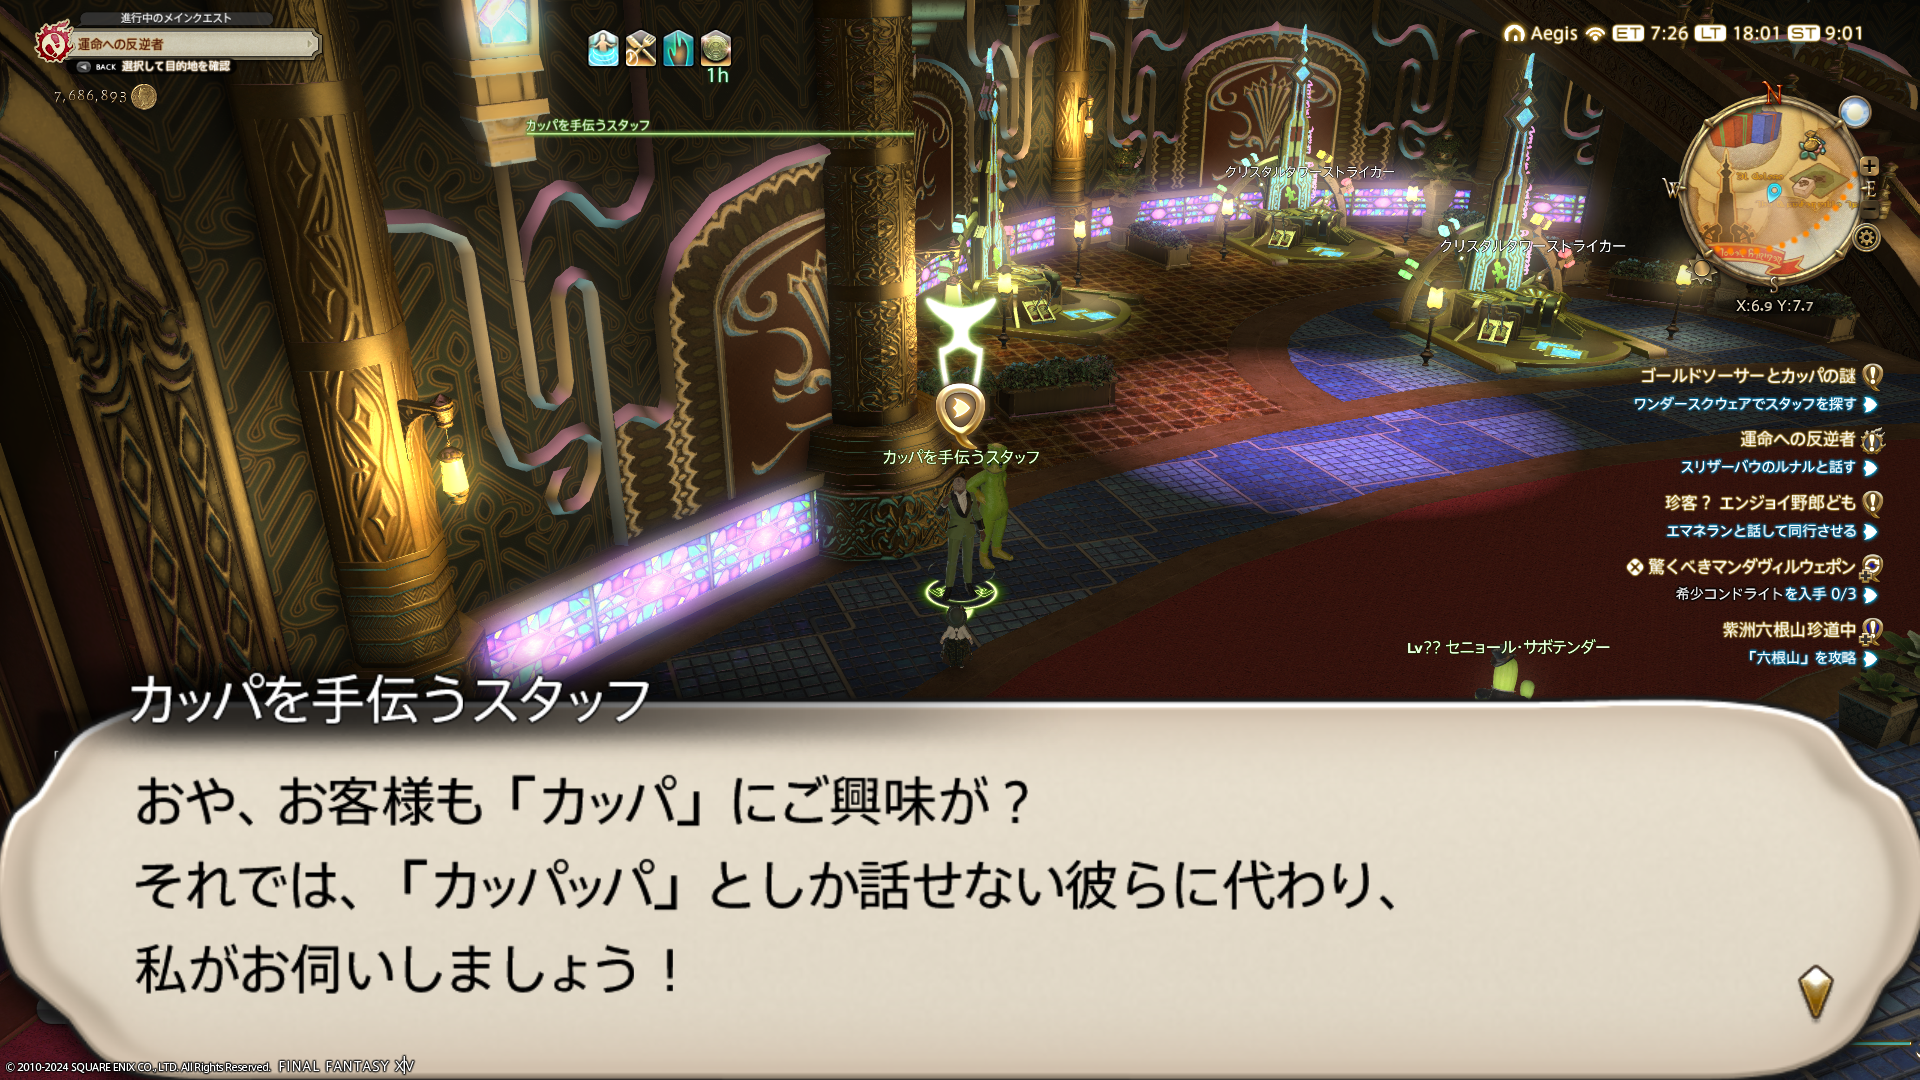 進行中のメインクエスト
運命への反逆者
BACK 選択して目的地を確認
7,686,893
1h
カッパを手伝うスタッフ
Aegis ET 7:26 LT 18:01 ST 9:01
クリスタルタワーストライカー
クリスタルタワーストライカー
N
W
E
S
X:6.9 Y:7.7
ゴールドソーサーとカッパの謎
ワンダースクウェアでスタッフを探す
運命への反逆者
スリザーバウのルナルと話す
珍客？ エンジョイ野郎ども
エマネランと話して同行させる
驚くべきマンダヴィルウェポン
希少コンドライトを入手 0/3
紫洲六根山珍道中
「六根山」を攻略
カッパを手伝うスタッフ
Lv?? セニョール・サボテンダー
カッパを手伝うスタッフ
おや、お客様も「カッパ」にご興味が？
それでは、「カッパッパ」としか話せない彼らに代わり、
私がお伺いしましょう！
© 2010-2024 SQUARE ENIX CO., LTD. All Rights Reserved. FINAL FANTASY XIV